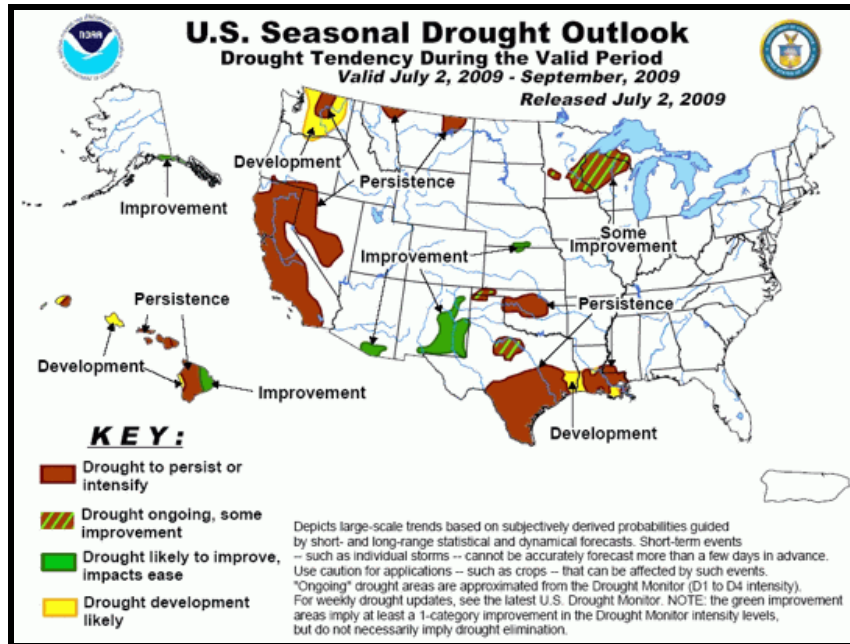 U.S. Seasonal Drought Outlook
Drought Tendency During the Valid Period
Valid July 2, 2009 - September, 2009
Released July 2, 2009
NOAA
Development
Persistence
Improvement
Some
Improvement
Improvement
Persistence
Persistence
Development
Improvement
Development
KEY:
Drought to persist or
intensify
Drought ongoing, some
improvement
Drought likely to improve,
impacts ease
Drought development
likely
Depicts large-scale trends based on subjectively derived probabilities guided
by short- and long-range statistical and dynamical forecasts. Short-term events
-- such as individual storms -- cannot be accurately forecast more than a few days in advance.
Use caution for applications -- such as crops -- that can be affected by such events.
"Ongoing" drought areas are approximated from the Drought Monitor (D1 to D4 intensity).
For weekly drought updates, see the latest U.S. Drought Monitor. NOTE: the green improvement
areas imply at least a 1-category improvement in the Drought Monitor intensity levels,
but do not necessarily imply drought elimination.